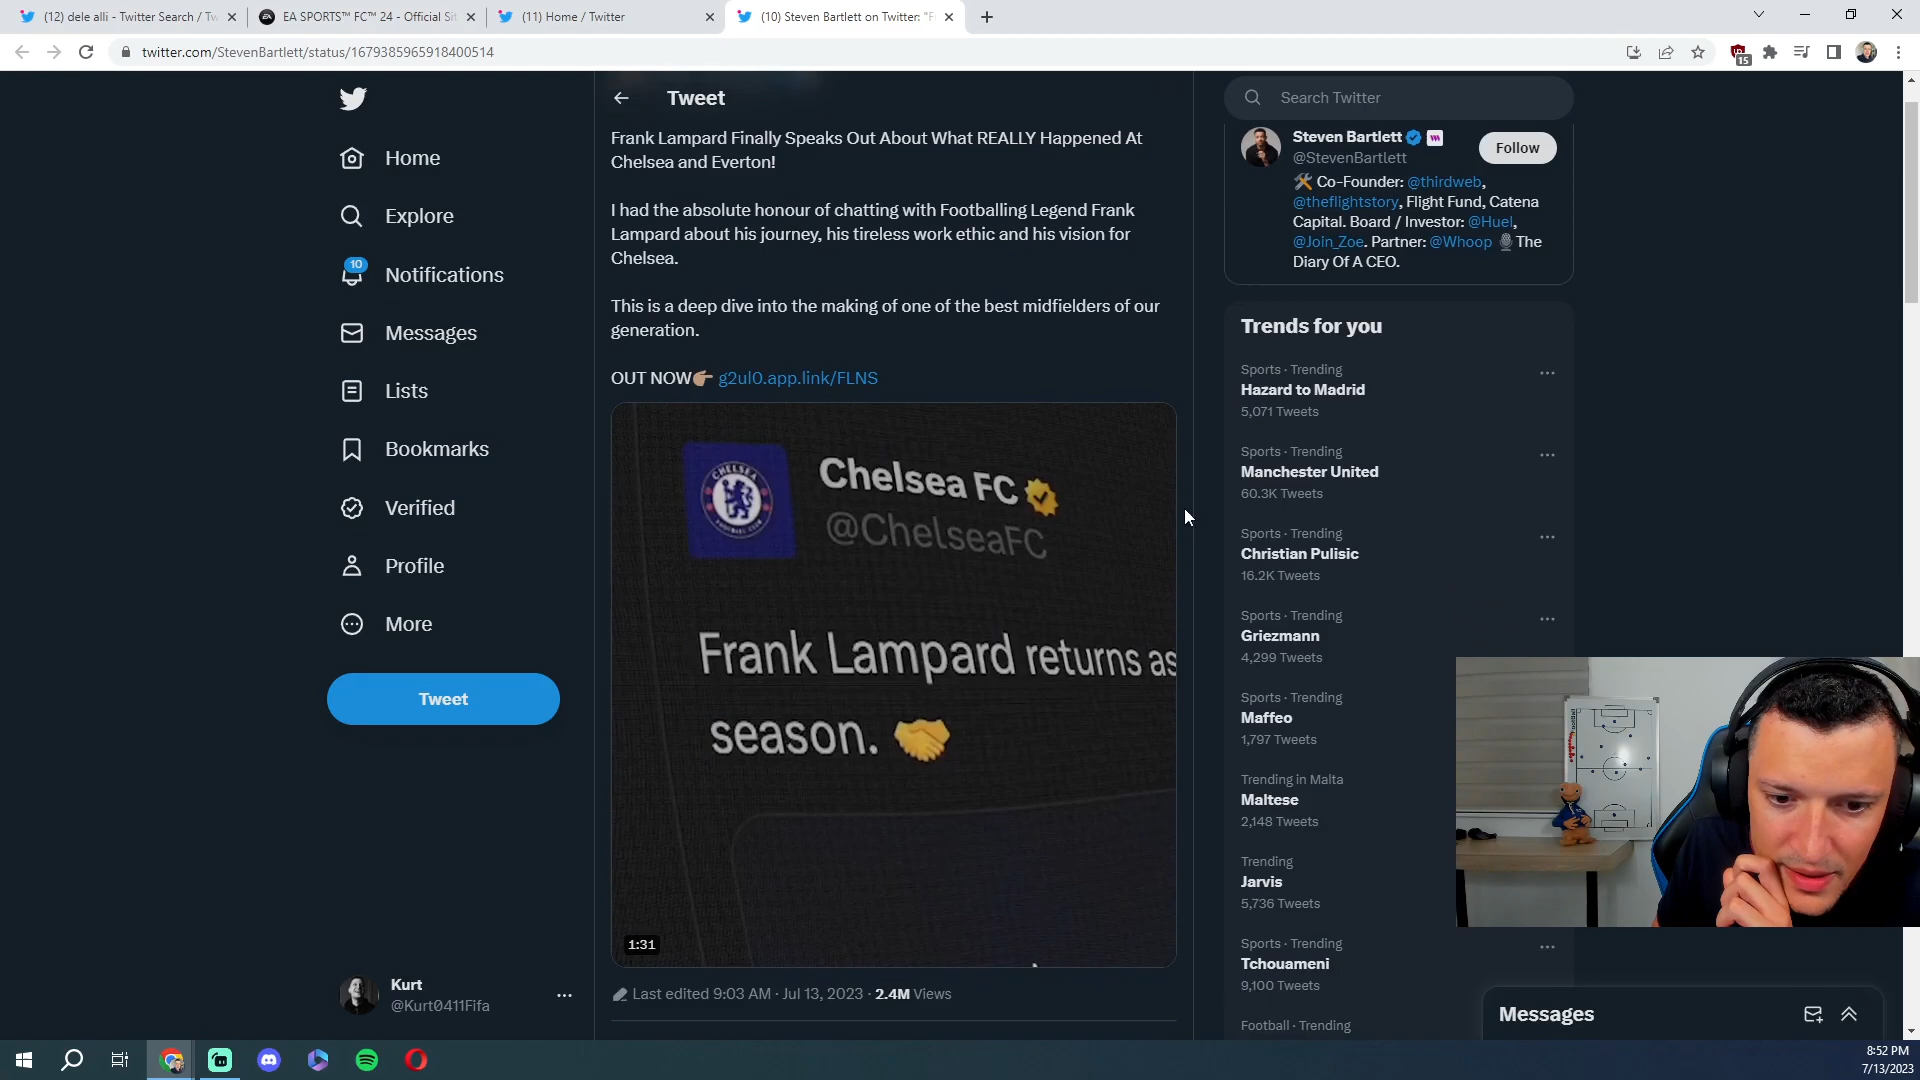 (12) dele alli - Twitter Search / Tw
EA SPORTS™ FC™ 24 - Official Sit
(11) Home / Twitter
(10) Steven Bartlett on Twitter: "F
twitter.com/StevenBartlett/status/1679385965918400514
15
Home
Explore
10
Notifications
Messages
Lists
Bookmarks
Verified
Profile
More
Tweet
Kurt
@Kurt0411Fifa
Tweet
Frank Lampard Finally Speaks Out About What REALLY Happened At
Chelsea and Everton!
I had the absolute honour of chatting with Footballing Legend Frank
Lampard about his journey, his tireless work ethic and his vision for
Chelsea.
This is a deep dive into the making of one of the best midfielders of our
generation.
OUT NOW👉🏽 g2ul0.app.link/FLNS
CHELSEA
FOOTBALL CLUB
Chelsea FC
@ChelseaFC
Frank Lampard returns as
season. 🤝
1:31
Last edited 9:03 AM · Jul 13, 2023 · 2.4M Views
Search Twitter
Steven Bartlett
@StevenBartlett
Follow
🛠️ Co-Founder: @thirdweb,
@theflightstory, Flight Fund, Catena
Capital. Board / Investor: @Huel,
@Join_Zoe. Partner: @Whoop 🎙️The
Diary Of A CEO.
Trends for you
Sports · Trending
Hazard to Madrid
5,071 Tweets
Sports · Trending
Manchester United
60.3K Tweets
Sports · Trending
Christian Pulisic
16.2K Tweets
Sports · Trending
Griezmann
4,299 Tweets
Sports · Trending
Maffeo
1,797 Tweets
Trending in Malta
Maltese
2,148 Tweets
Trending
Jarvis
5,736 Tweets
Sports · Trending
Tchouameni
9,100 Tweets
Football · Trending
Messages
8:52 PM
7/13/2023